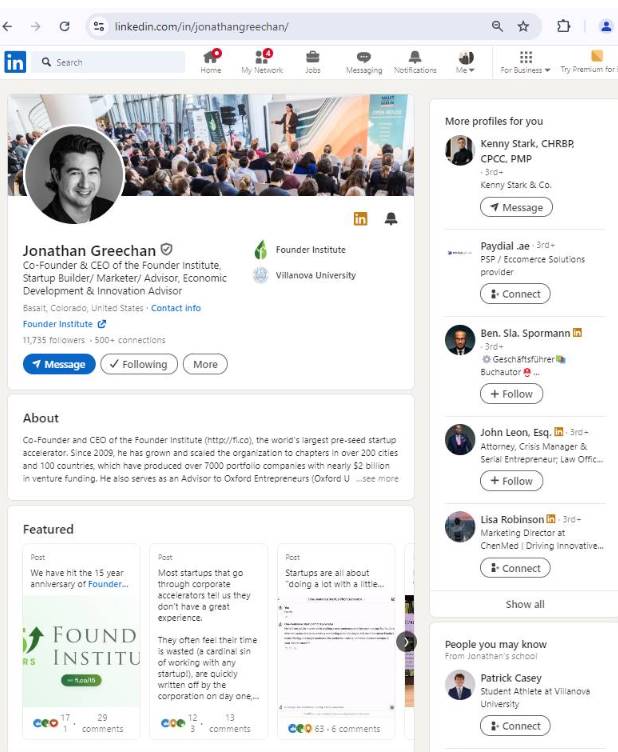 linkedin.com/in/jonathangreechan/
in
Search
Home
4
My Network
Jobs
Messaging
Notifications
Me
For Business
Try Premium for
OPEN HOUSE
in
Jonathan Greechan
Co-Founder & CEO of the Founder Institute,
Startup Builder/ Marketer/ Advisor, Economic
Development & Innovation Advisor
Basalt, Colorado, United States · Contact info
Founder Institute
11,735 followers · 500+ connections
Message
Following
More
Founder Institute
Villanova University
About
Co-Founder and CEO of the Founder Institute (http://fi.co), the world's largest pre-seed startup
accelerator. Since 2009, he has grown and scaled the organization to chapters in over 200 cities
and 100 countries, which have produced over 7000 portfolio companies with nearly $2 billion
in venture funding. He also serves as an Advisor to Oxford Entrepreneurs (Oxford U ...see more
Featured
Post
We have hit the 15 year
anniversary of Founder...
FOUND
RS INSTITU
fi.co/15
17
1 · 29
comments
Post
Most startups that go
through corporate
accelerators tell us they
don't have a great
experience.
They often feel their time
is wasted (a cardinal sin
of working with any
startup!), are quickly
written off by the
corporation on day one,...
12
3 · 13
comments
Post
Startups are all about
"doing a lot with a little...
63 · 6 comments
More profiles for you
Kenny Stark, CHRBP,
CPCC, PMP
· 3rd+
Kenny Stark & Co.
Message
Paydial .ae · 3rd+
PSP / Eccomerce Solutions
provider
Connect
Ben. Sla. Spormann in
· 3rd+
Geschäftsführer
Buchautor ...
+ Follow
John Leon, Esq. in · 3rd+
Attorney, Crisis Manager &
Serial Entrepreneur; Law Offic...
+ Follow
Lisa Robinson in · 3rd+
Marketing Director at
ChenMed | Driving Innovative...
Connect
Show all
People you may know
From Jonathan's school
Patrick Casey
Student Athlete at Villanova
University
Connect